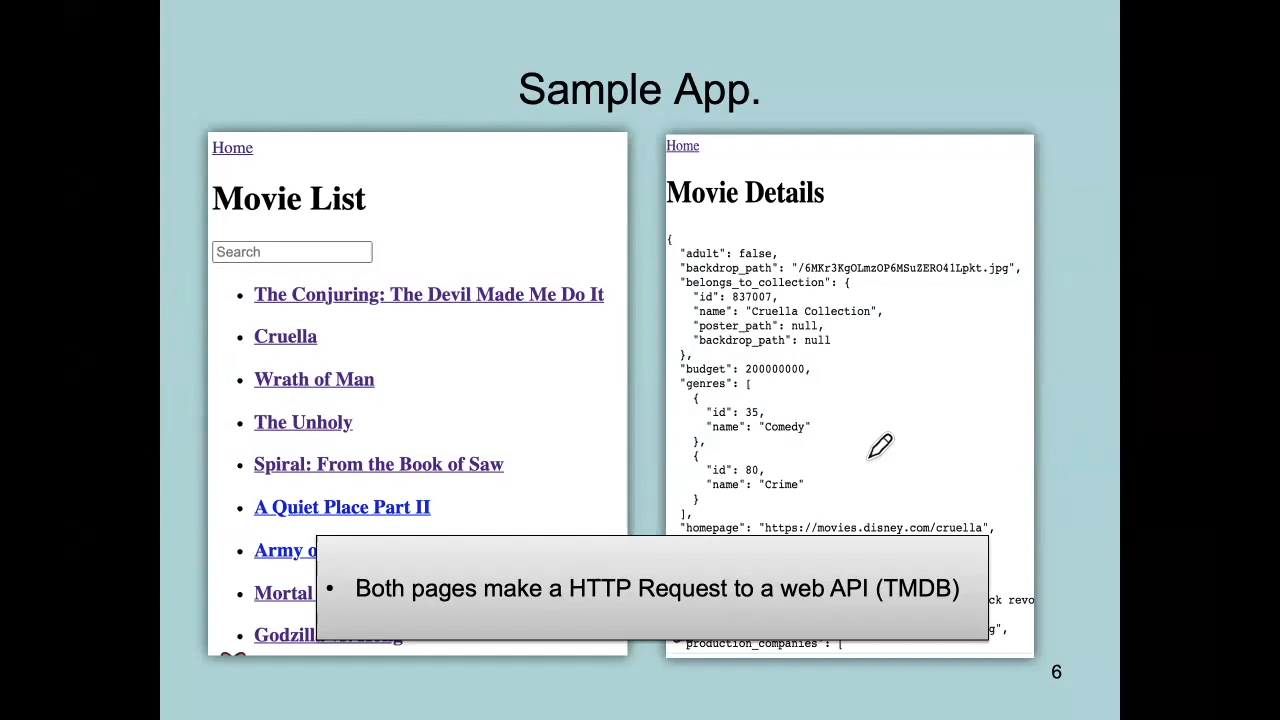 Sample App.
Home
Movie List
Search
• The Conjuring: The Devil Made Me Do It
• Cruella
• Wrath of Man
• The Unholy
• Spiral: From the Book of Saw
• A Quiet Place Part II
• Army
• Mortal
•
Home
Movie Details
{
"adult": false,
"backdrop_path": "/6MKr3KgOLmzOP6MSuZERO41Lpkt.jpg",
"belongs_to_collection": {
"id": 837007,
"name": "Cruella Collection",
"poster_path": null,
"backdrop_path": null
},
"budget": 200000000,
"genres": [
{
"id": 35,
"name": "Comedy"
},
{
"id": 80,
"name": "Crime"
}
],
"homepage": "https://movies.disney.com/cruella",
ck revo
g",
"production_companies": [
• Both pages make a HTTP Request to a web API (TMDB)
6